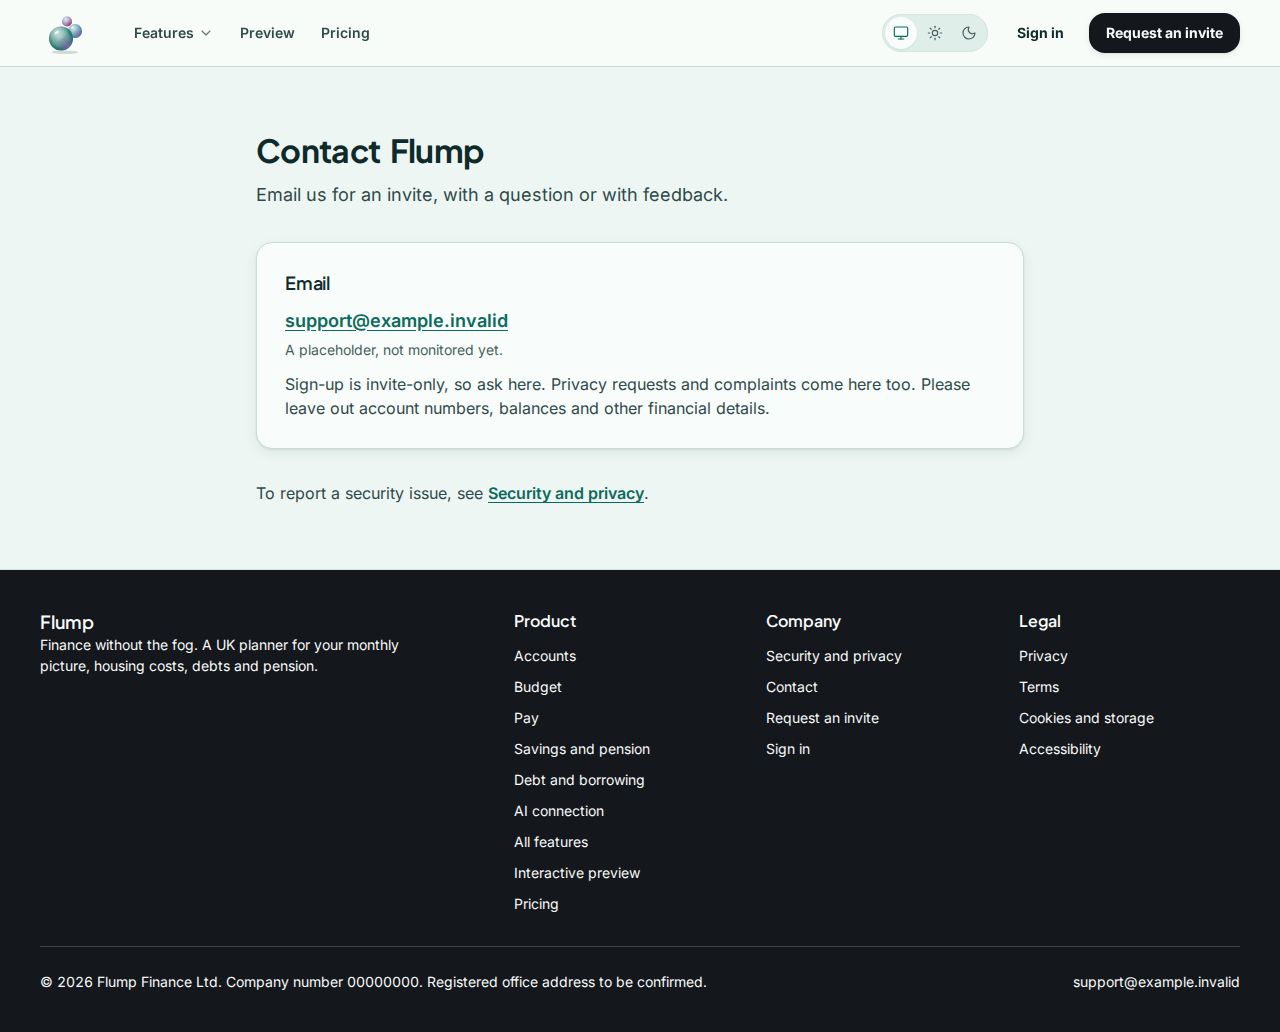 Features
Preview
Pricing
Sign in
Request an invite
Contact Flump
Email us for an invite, with a question or with feedback.
Email
support@example.invalid
A placeholder, not monitored yet.
Sign-up is invite-only, so ask here. Privacy requests and complaints come here too. Please
leave out account numbers, balances and other financial details.
To report a security issue, see Security and privacy.
Flump
Finance without the fog. A UK planner for your monthly
picture, housing costs, debts and pension.
Product
Accounts
Budget
Pay
Savings and pension
Debt and borrowing
AI connection
All features
Interactive preview
Pricing
Company
Security and privacy
Contact
Request an invite
Sign in
Legal
Privacy
Terms
Cookies and storage
Accessibility
© 2026 Flump Finance Ltd. Company number 00000000. Registered office address to be confirmed.
support@example.invalid